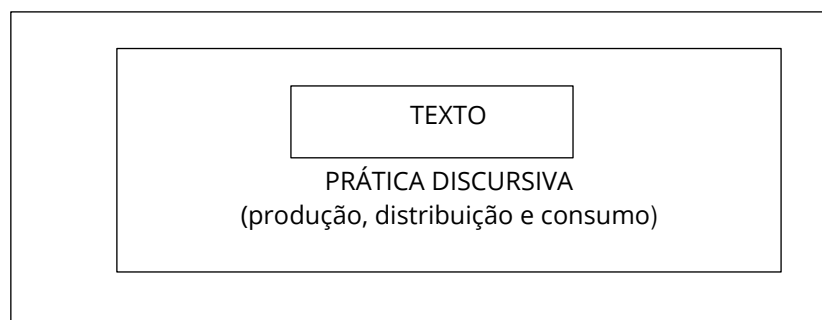 TEXTO
PRÁTICA DISCURSIVA
(produção, distribuição e consumo)